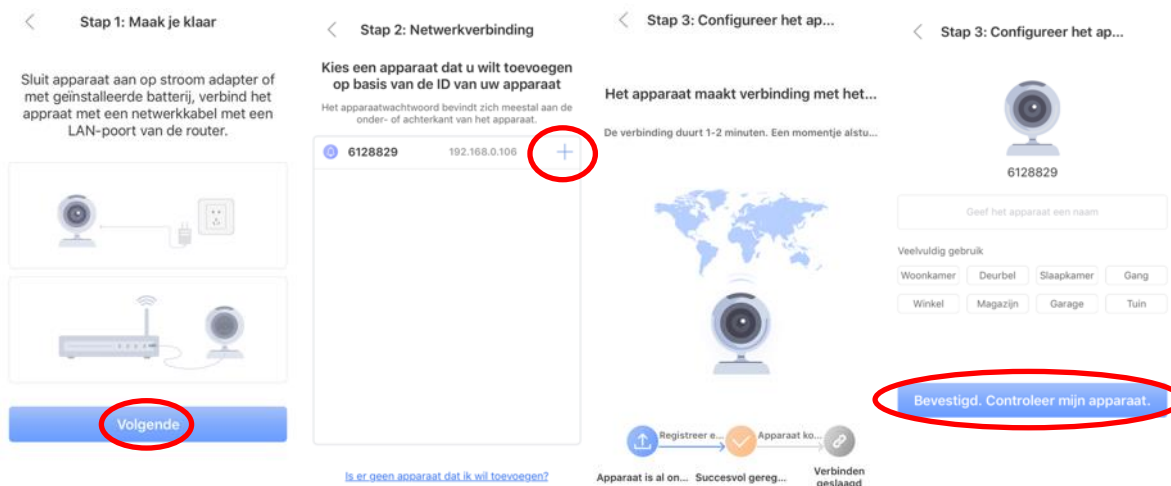 Stap 1: Maak je klaar
Sluit apparaat aan op stroom adapter of
met geïnstalleerde batterij, verbind het
appraat met een netwerkkabel met een
LAN-poort van de router.
Volgende
Stap 2: Netwerkverbinding
Kies een apparaat dat u wilt toevoegen
op basis van de ID van uw apparaat
Het apparaatwachtwoord bevindt zich meestal aan de
onder- of achterkant van het apparaat.
6128829 192.168.0.106 +
Is er geen apparaat dat ik wil toevoegen?
Stap 3: Configureer het ap...
Het apparaat maakt verbinding met het...
De verbinding duurt 1-2 minuten. Een momentje alstu...
Registreer e... Apparaat ko...
Apparaat is al on... Succesvol gereg... Verbinden
geslaagd
Stap 3: Configureer het ap...
6128829
Geef het apparaat een naam
Veelvuldig gebruik
Woonkamer Deurbel Slaapkamer Gang
Winkel Magazijn Garage Tuin
Bevestigd. Controleer mijn apparaat.